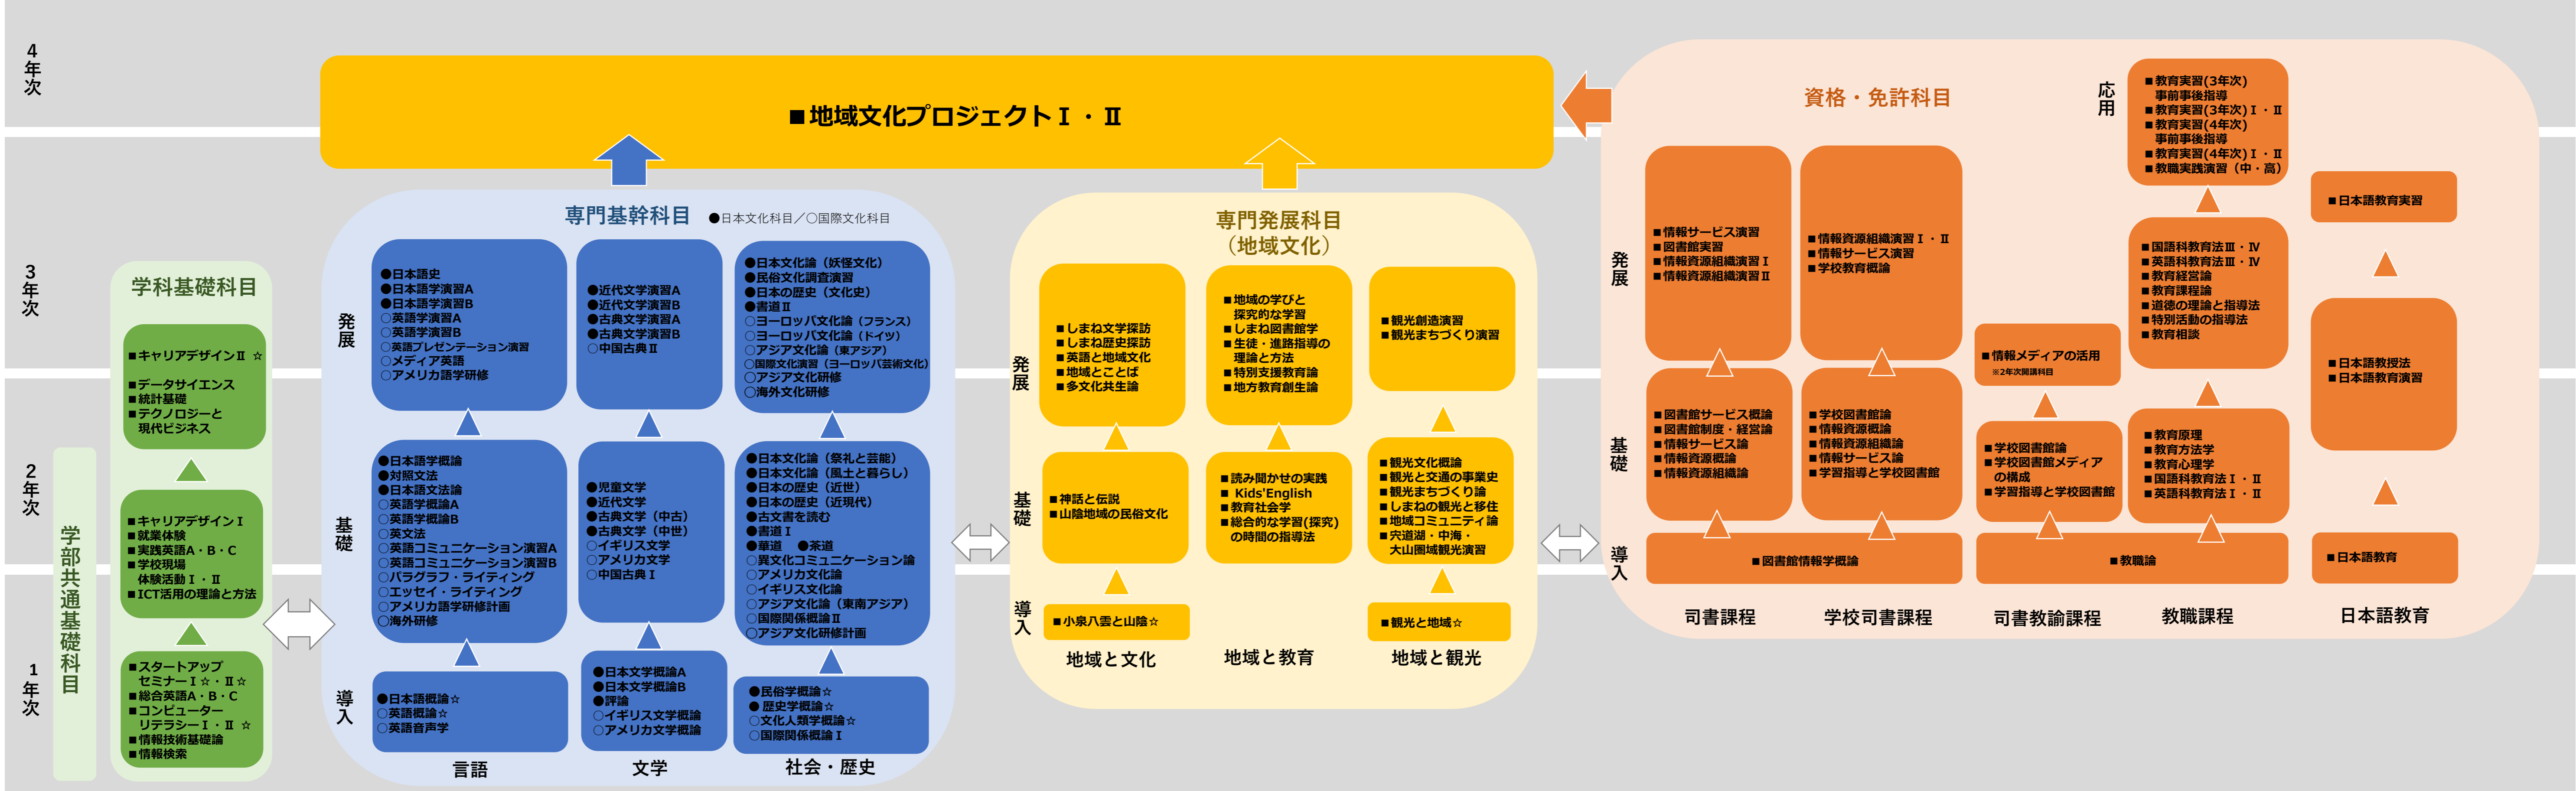 4年次
3年次
2年次
1年次
学部共通基礎科目
学科基礎科目
■キャリアデザインⅡ ☆
■データサイエンス
■統計基礎
■テクノロジーと
現代ビジネス
■キャリアデザインⅠ
■就業体験
■実践英語A・B・C
■学校現場
体験活動Ⅰ・Ⅱ
■ICT活用の理論と方法
■スタートアップ
セミナーⅠ☆・Ⅱ☆
■総合英語A・B・C
■コンピューター
リテラシーⅠ・Ⅱ ☆
■情報技術基礎論
■情報検索
■地域文化プロジェクトⅠ・Ⅱ
専門基幹科目 ●日本文化科目／○国際文化科目
発展
●日本語史
●日本語学演習A
●日本語学演習B
○英語学演習A
○英語学演習B
○英語プレゼンテーション演習
○メディア英語
○アメリカ語学研修
●近代文学演習A
●近代文学演習B
●古典文学演習A
●古典文学演習B
○中国古典Ⅱ
●日本文化論（妖怪文化）
●民俗文化調査演習
●日本の歴史（文化史）
●書道Ⅱ
○ヨーロッパ文化論（フランス）
○ヨーロッパ文化論（ドイツ）
○アジア文化論（東アジア）
○国際文化演習（ヨーロッパ芸術文化）
○アジア文化研修
○海外文化研修
基礎
●日本語学概論
●対照文法
●日本語文法論
○英語学概論A
○英語学概論B
○英文法
○英語コミュニケーション演習A
○英語コミュニケーション演習B
○パラグラフ・ライティング
○エッセイ・ライティング
○アメリカ語学研修計画
○海外研修
●児童文学
●近代文学
●古典文学（中古）
●古典文学（中世）
○イギリス文学
○アメリカ文学
○中国古典Ⅰ
●日本文化論（祭礼と芸能）
●日本文化論（風土と暮らし）
●日本の歴史（近世）
●日本の歴史（近現代）
●古文書を読む
●書道Ⅰ
●華道 ●茶道
○異文化コミュニケーション論
○アメリカ文化論
○イギリス文化論
○アジア文化論（東南アジア）
○国際関係概論Ⅱ
○アジア文化研修計画
導入
●日本語概論☆
○英語概論☆
○英語音声学
●日本文学概論A
●日本文学概論B
●評論
○イギリス文学概論
○アメリカ文学概論
●民俗学概論☆
● 歴史学概論☆
○文化人類学概論☆
○国際関係概論Ⅰ
言語
文学
社会・歴史
専門発展科目
（地域文化）
発展
■しまね文学探訪
■しまね歴史探訪
■英語と地域文化
■地域とことば
■多文化共生論
■地域の学びと
探究的な学習
■しまね図書館学
■生徒・進路指導の
理論と方法
■特別支援教育論
■地方教育創生論
■観光創造演習
■観光まちづくり演習
基礎
■神話と伝説
■山陰地域の民俗文化
■読み聞かせの実践
■ Kids'English
■教育社会学
■総合的な学習(探究)
の時間の指導法
■観光文化概論
■観光と交通の事業史
■観光まちづくり論
■しまねの観光と移住
■地域コミュニティ論
■宍道湖・中海・
大山圏域観光演習
導入
■小泉八雲と山陰☆
■観光と地域☆
地域と文化
地域と教育
地域と観光
資格・免許科目
応用
■教育実習(3年次)
事前事後指導
■教育実習(3年次)Ⅰ・Ⅱ
■教育実習(4年次)
事前事後指導
■教育実習(4年次)Ⅰ・Ⅱ
■教職実践演習（中・高）
発展
■情報サービス演習
■図書館実習
■情報資源組織演習Ⅰ
■情報資源組織演習Ⅱ
■情報資源組織演習Ⅰ・Ⅱ
■情報サービス演習
■学校教育概論
■情報メディアの活用
※2年次開講科目
■国語科教育法Ⅲ・Ⅳ
■英語科教育法Ⅲ・Ⅳ
■教育経営論
■教育課程論
■道徳の理論と指導法
■特別活動の指導法
■教育相談
■日本語教育実習
■日本語教授法
■日本語教育演習
基礎
■図書館サービス概論
■図書館制度・経営論
■情報サービス論
■情報資源概論
■情報資源組織論
■学校図書館論
■情報資源概論
■情報資源組織論
■情報サービス論
■学習指導と学校図書館
■学校図書館論
■学校図書館メディア
の構成
■学習指導と学校図書館
■教育原理
■教育方法学
■教育心理学
■国語科教育法Ⅰ・Ⅱ
■英語科教育法Ⅰ・Ⅱ
導入
■図書館情報学概論
■教職論
■日本語教育
司書課程
学校司書課程
司書教諭課程
教職課程
日本語教育